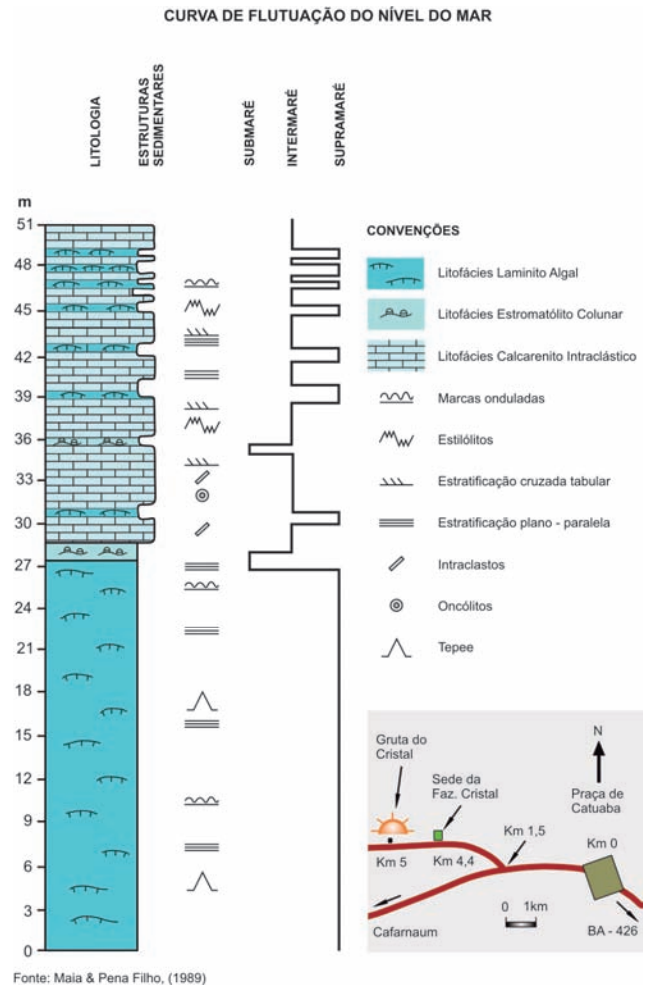 CURVA DE FLUTUAÇÃO DO NÍVEL DO MAR
LITOLOGIA
ESTRUTURAS
SEDIMENTARES
SUBMARÉ
INTERMARÉ
SUPRAMARÉ
m
51
48
45
42
39
36
33
30
27
24
21
18
15
12
9
6
3
0
CONVENÇÕES
Litofácies Laminito Algal
Litofácies Estromatólito Colunar
Litofácies Calcarenito Intraclástico
Marcas onduladas
Estilólitos
Estratificação cruzada tabular
Estratificação plano - paralela
Intraclastos
Oncólitos
Tepee
Gruta do
Cristal
Sede da
Faz. Cristal
N
Praça de
Catuaba
Km 5
Km 4,4
Km 1,5
Km 0
Cafarnaum
0 1km
BA - 426
Fonte: Maia & Pena Filho, (1989)